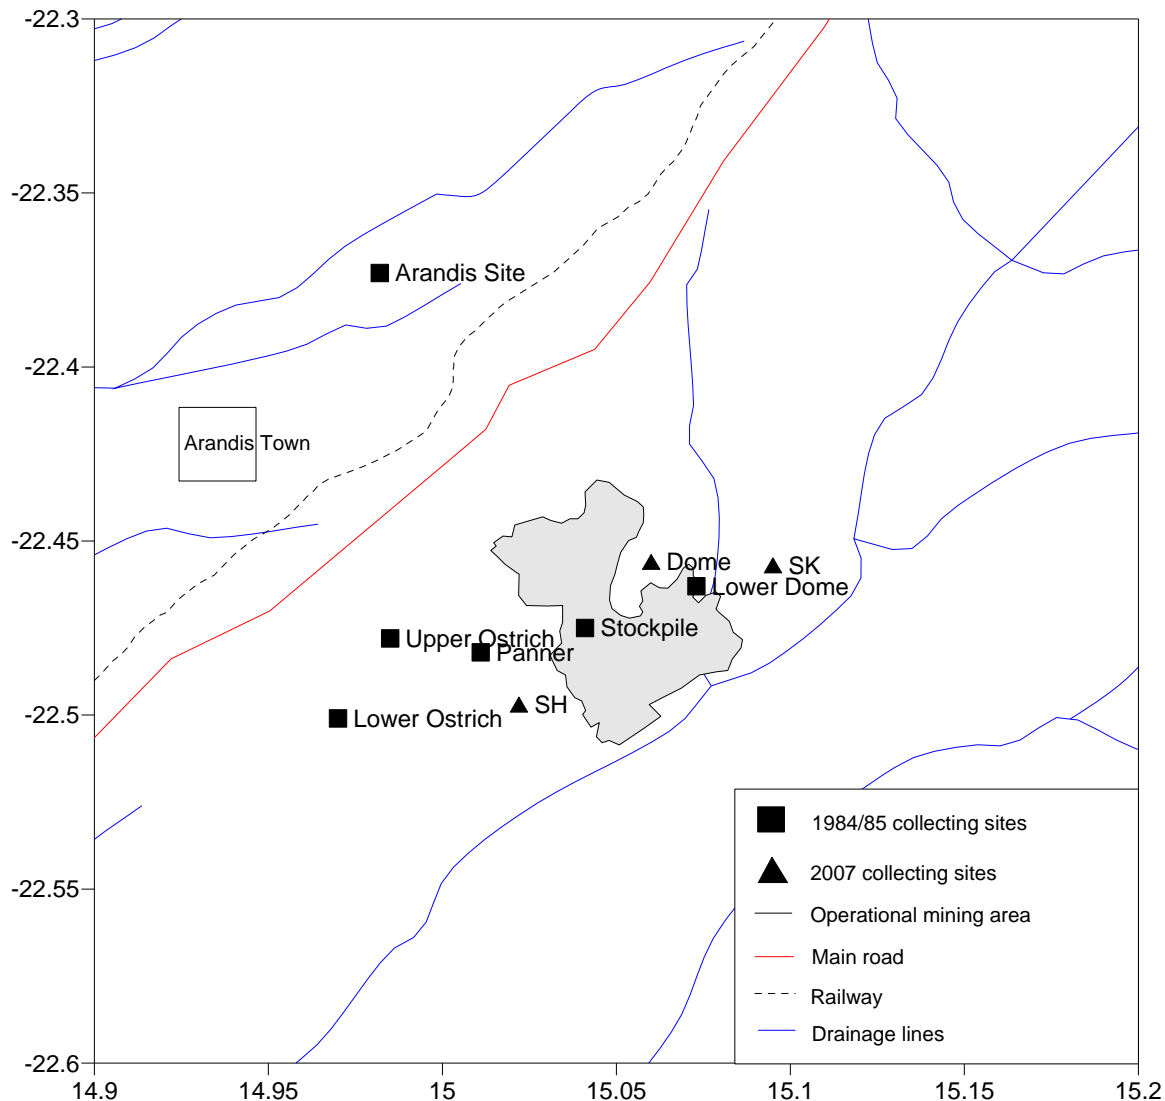 -22.3
-22.35
Arandis Site
-22.4
Arandis Town
-22.45
Dome
SK
Lower Dome
Stockpile
Upper Ostrich
Panner
SH
-22.5
Lower Ostrich
1984/85 collecting sites
2007 collecting sites
-22.55
Operational mining area
Main road
Railway
Drainage lines
-22.6
14.9
14.95
15
15.05
15.1
15.15
15.2